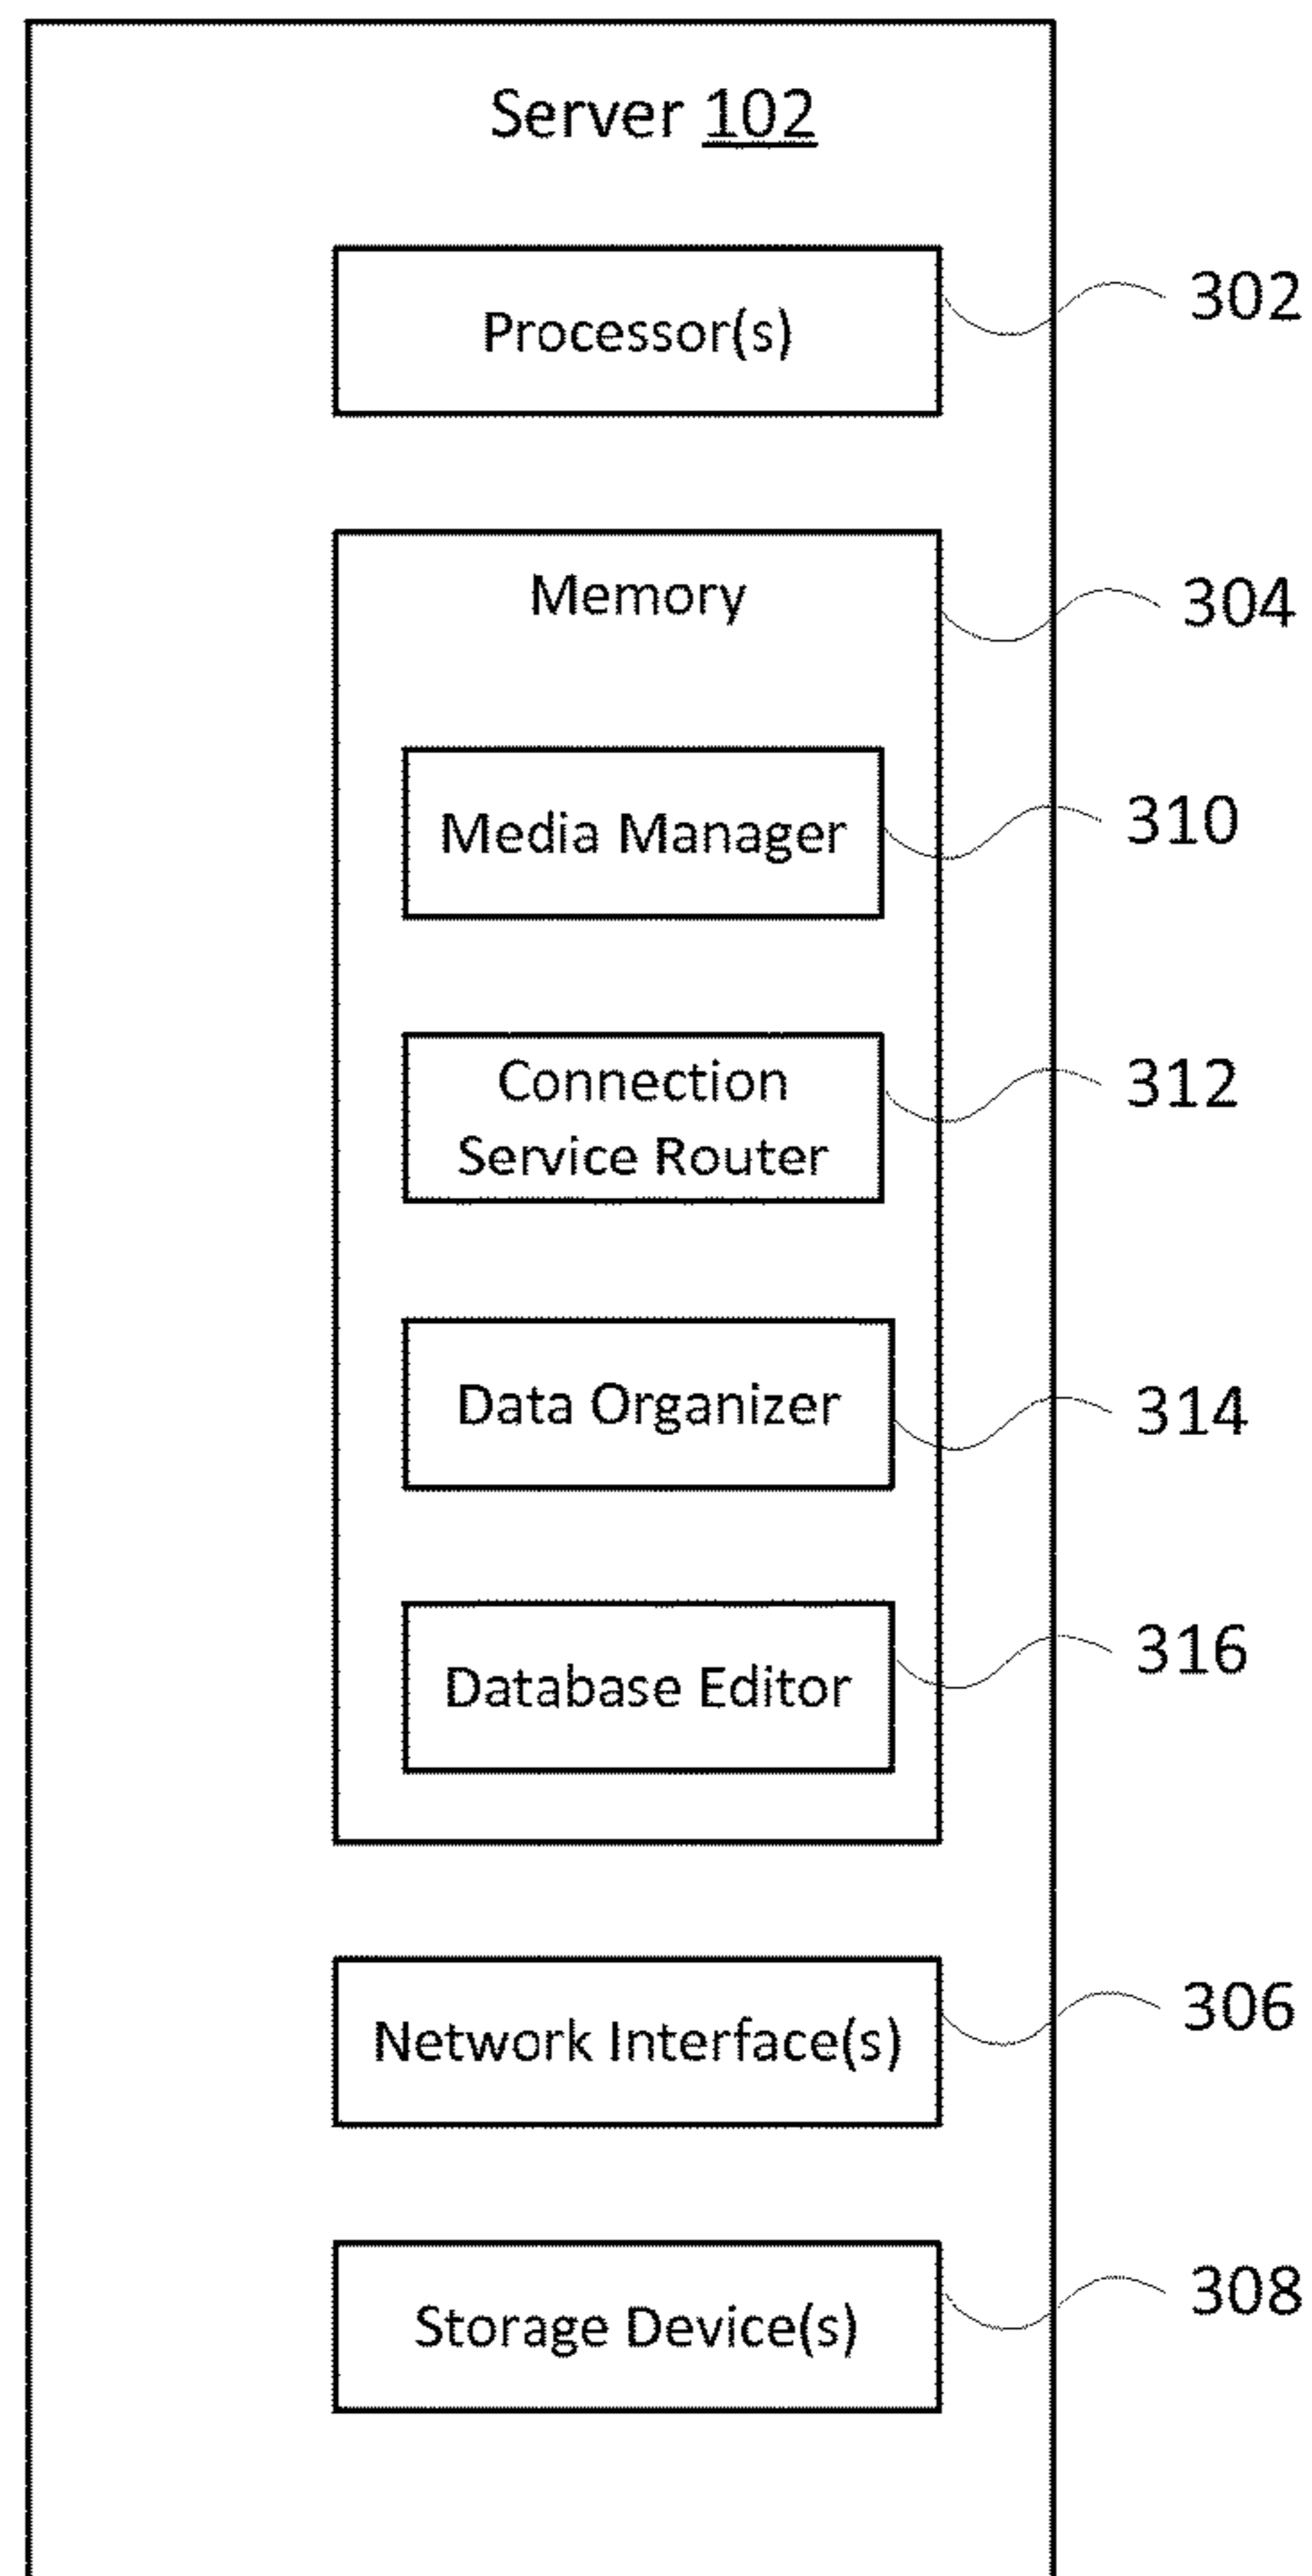 Server 102
Processor(s)
302
Memory
304
Media Manager
310
Connection
Service Router
312
Data Organizer
314
Database Editor
316
Network Interface(s)
306
Storage Device(s)
308